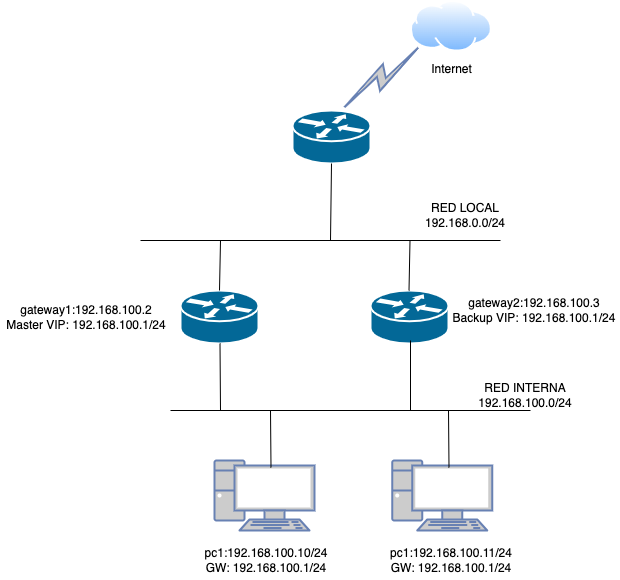 Internet
RED LOCAL
192.168.0.0/24
gateway1:192.168.100.2
Master VIP: 192.168.100.1/24
gateway2:192.168.100.3
Backup VIP: 192.168.100.1/24
RED INTERNA
192.168.100.0/24
pc1:192.168.100.10/24
GW: 192.168.100.1/24
pc1:192.168.100.11/24
GW: 192.168.100.1/24